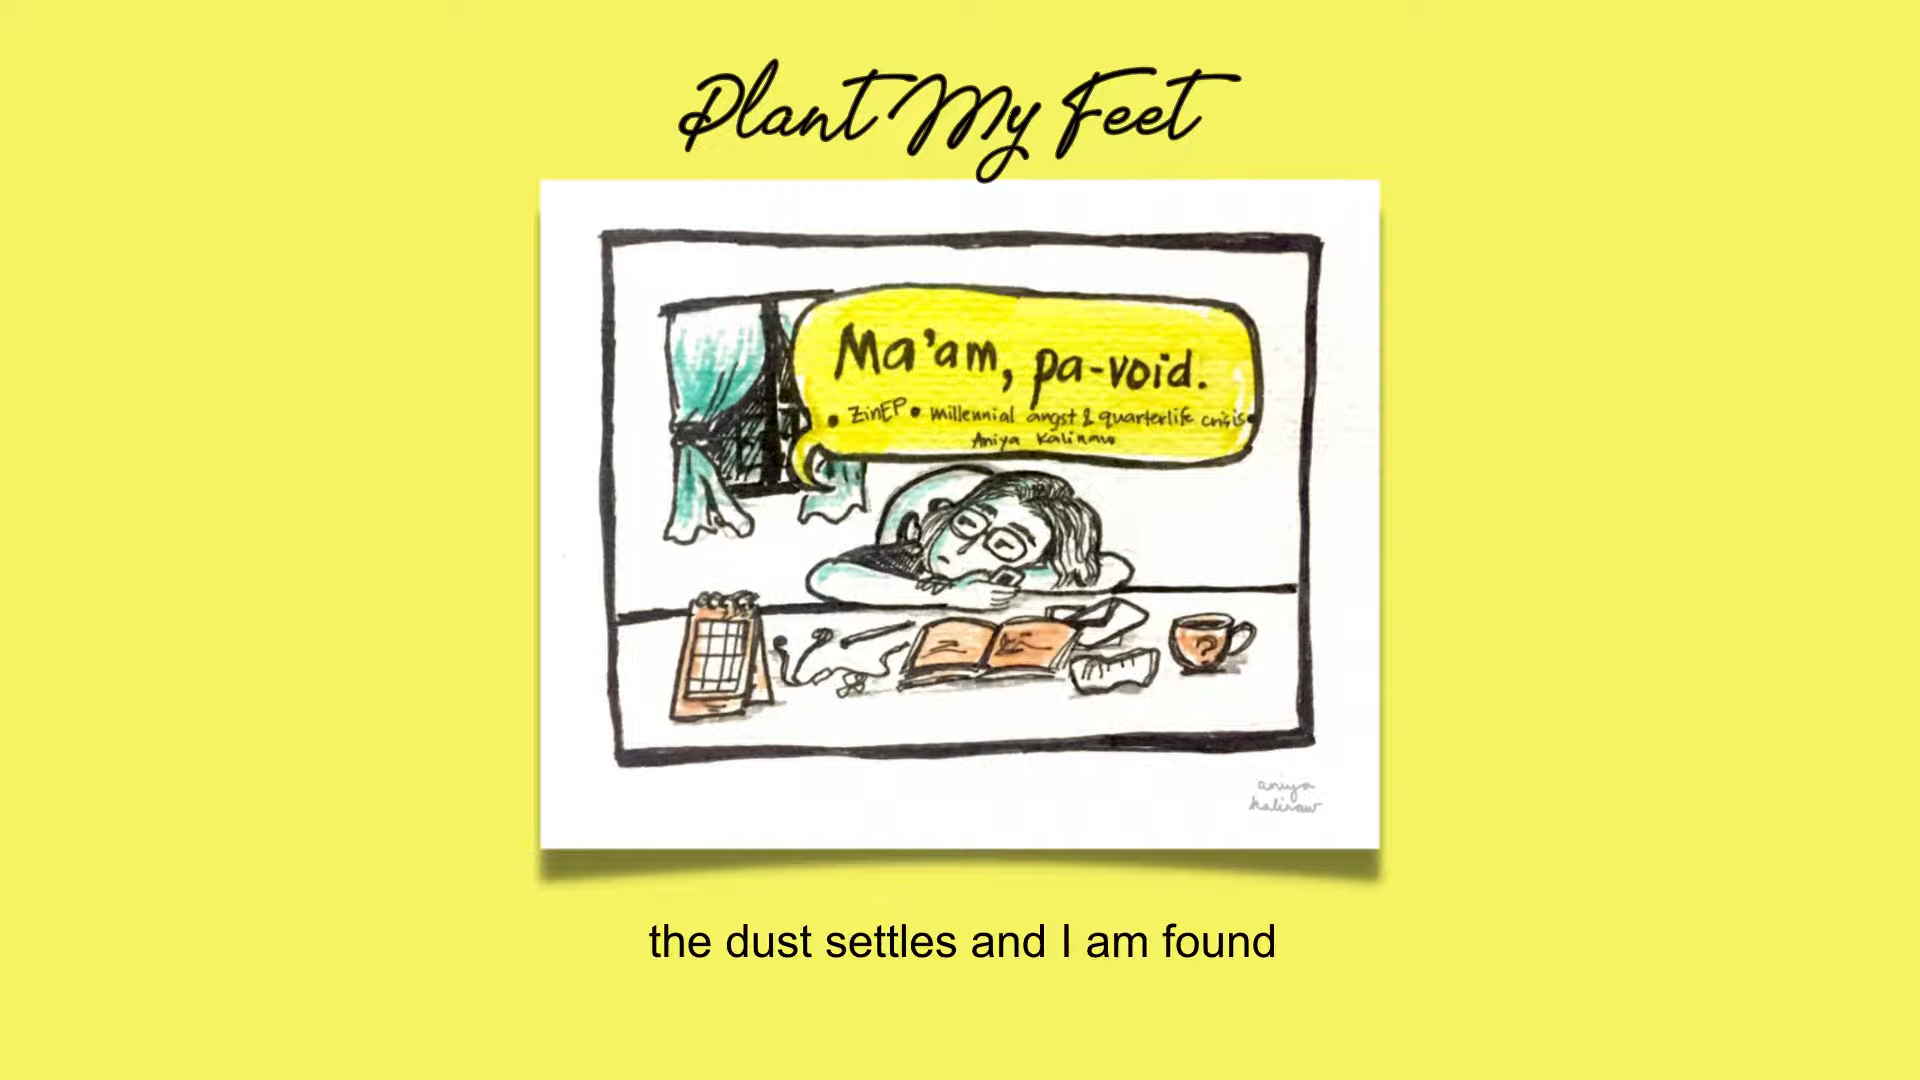 Plant My Feet
Ma'am, pa-void.
• ZinEP • millennial angst & quarterlife crisis •
Aniya Kalinaw
?
aniya
kalinaw
the dust settles and I am found